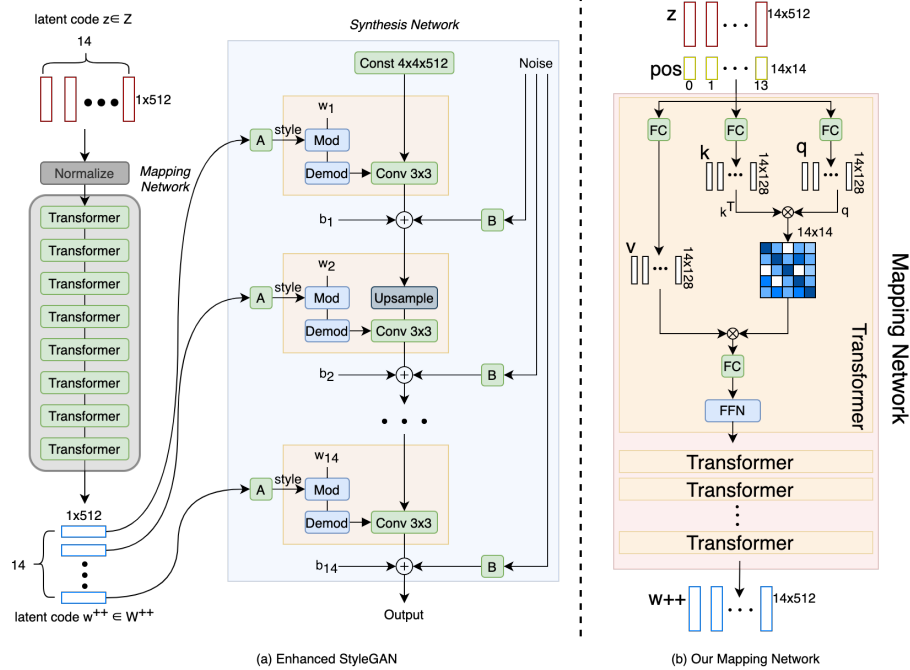 latent code z∈ Z
14
1x512
Normalize
Mapping
Network
Transformer
Transformer
Transformer
Transformer
Transformer
Transformer
Transformer
Transformer
1x512
14
latent code w++ ∈ W++
Synthesis Network
Const 4x4x512
Noise
w1
A
style
Mod
Demod
Conv 3x3
b1
B
w2
A
style
Mod
Upsample
Demod
Conv 3x3
b2
B
w14
A
style
Mod
Demod
Conv 3x3
b14
B
Output
(a) Enhanced StyleGAN
z
14x512
pos
14x14
0 1 13
FC
FC
FC
k
14x128
q
14x128
kT
q
14x14
v
14x128
FC
FFN
Transformer
Mapping Network
Transformer
Transformer
Transformer
w++
14x512
(b) Our Mapping Network